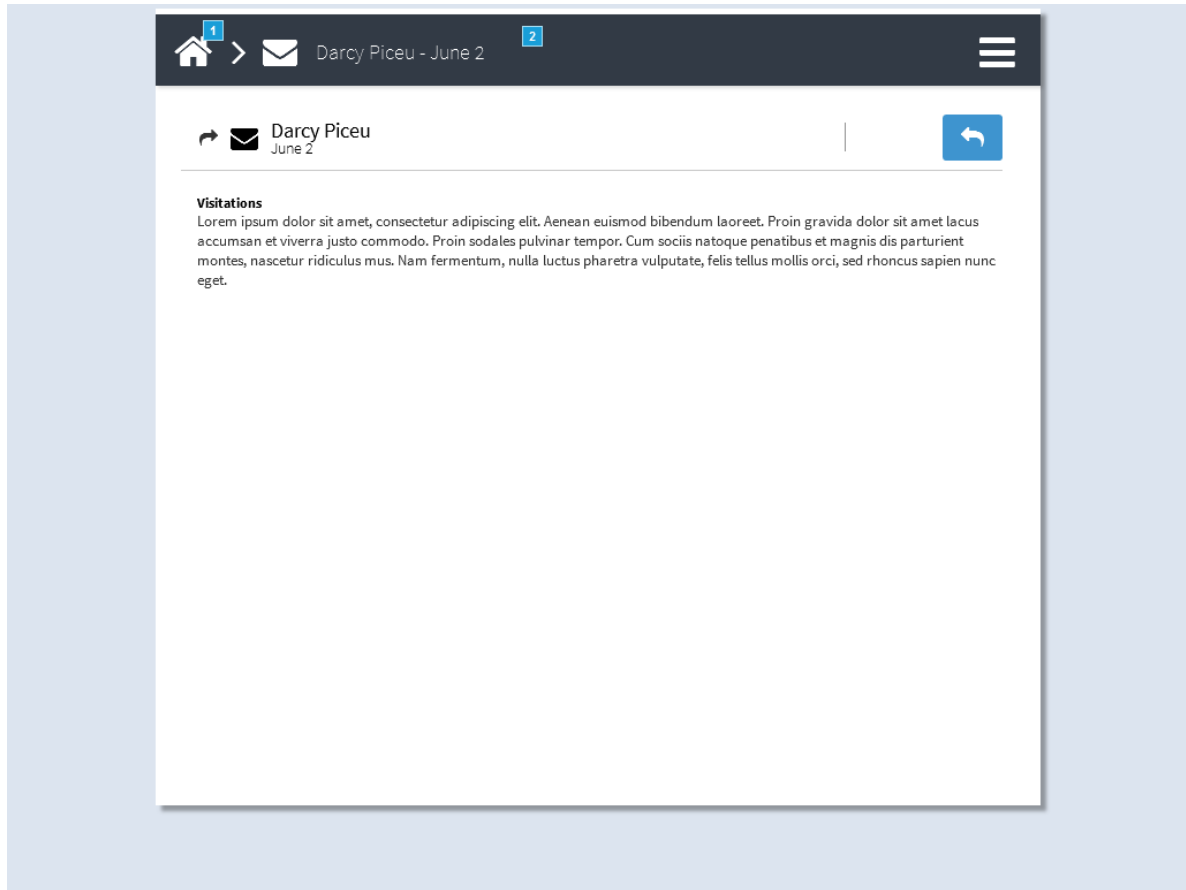 1
2
Darcy Piceu - June 2
Darcy Piceu
June 2
Visitations
Lorem ipsum dolor sit amet, consectetur adipiscing elit. Aenean euismod bibendum laoreet. Proin gravida dolor sit amet lacus
accumsan et viverra justo commodo. Proin sodales pulvinar tempor. Cum sociis natoque penatibus et magnis dis parturient
montes, nascetur ridiculus mus. Nam fermentum, nulla luctus pharetra vulputate, felis tellus mollis orci, sed rhoncus sapien nunc
eget.